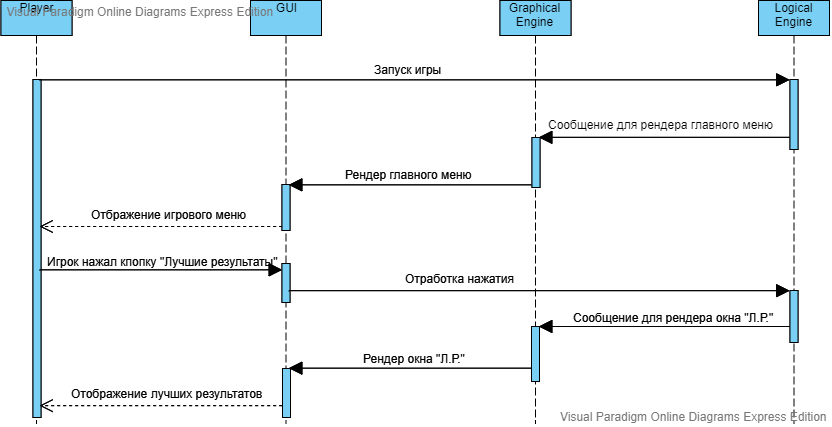 Visual Paradigm Online Diagrams Express Edition
Player
GUI
Graphical
Engine
Logical
Engine
Запуск игры
Сообщение для рендера главного меню
Рендер главного меню
Отбражение игрового меню
Игрок нажал кпопку "Лучшие результаты"
Отработка нажатия
Сообщение для рендера окна "Л.Р."
Рендер окна "Л.Р."
Отображение лучших результатов
Visual Paradigm Online Diagrams Express Edition